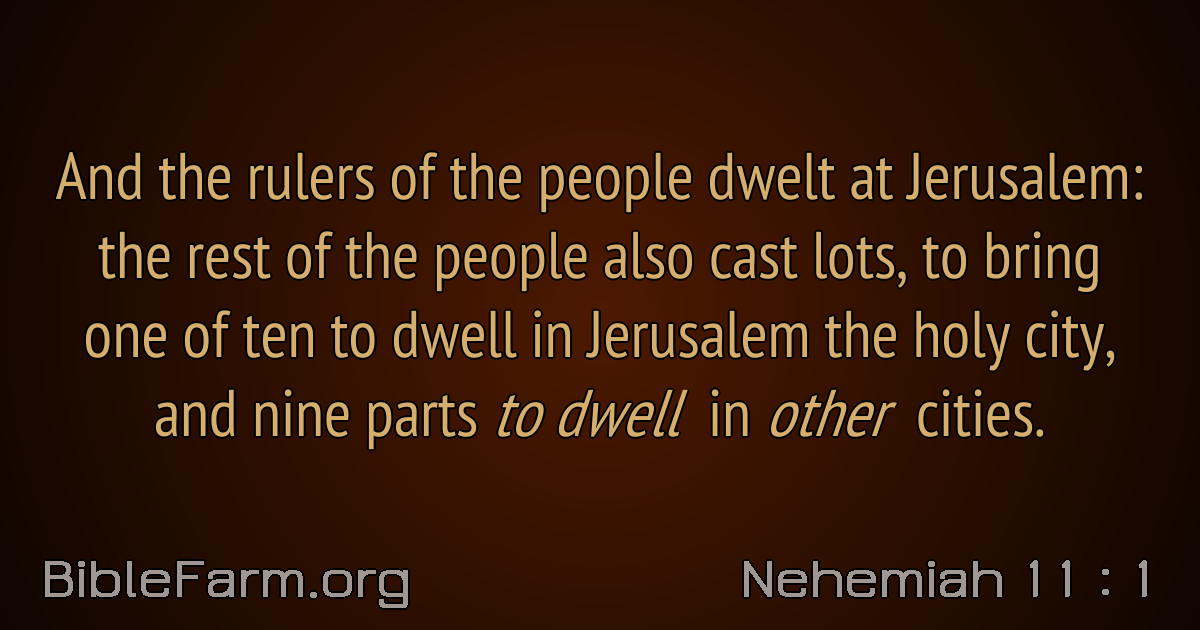 And the rulers of the people dwelt at Jerusalem:
the rest of the people also cast lots, to bring
one of ten to dwell in Jerusalem the holy city,
and nine parts to dwell in other cities.
BibleFarm.org
Nehemiah 11 : 1